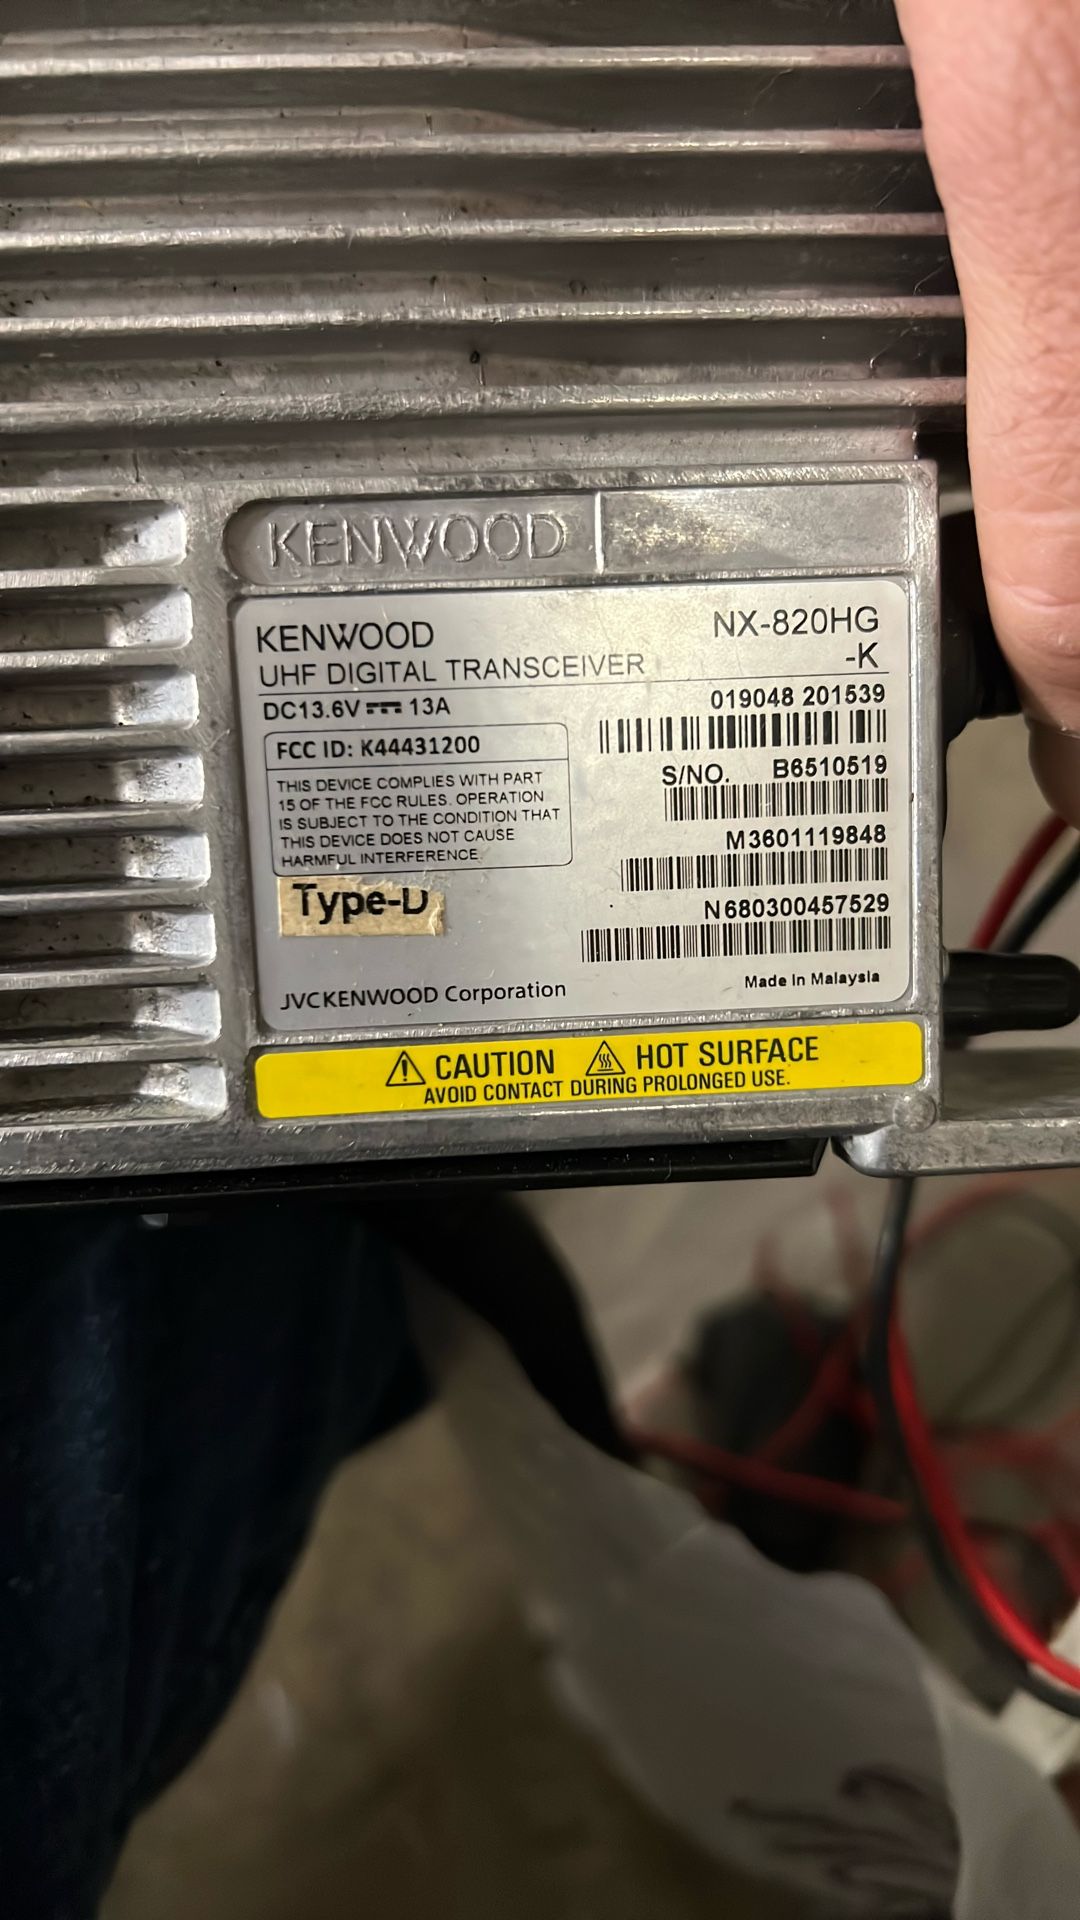 KENWOOD
KENWOOD
NX-820HG
-K
UHF DIGITAL TRANSCEIVER
DC13.6V 13A
019048 201539
FCC ID: K44431200
S/NO. B6510519
THIS DEVICE COMPLIES WITH PART
15 OF THE FCC RULES. OPERATION
IS SUBJECT TO THE CONDITION THAT
THIS DEVICE DOES NOT CAUSE
HARMFUL INTERFERENCE.
M3601119848
Type-D
N680300457529
JVCKENWOOD Corporation
Made In Malaysia
CAUTION HOT SURFACE
AVOID CONTACT DURING PROLONGED USE.